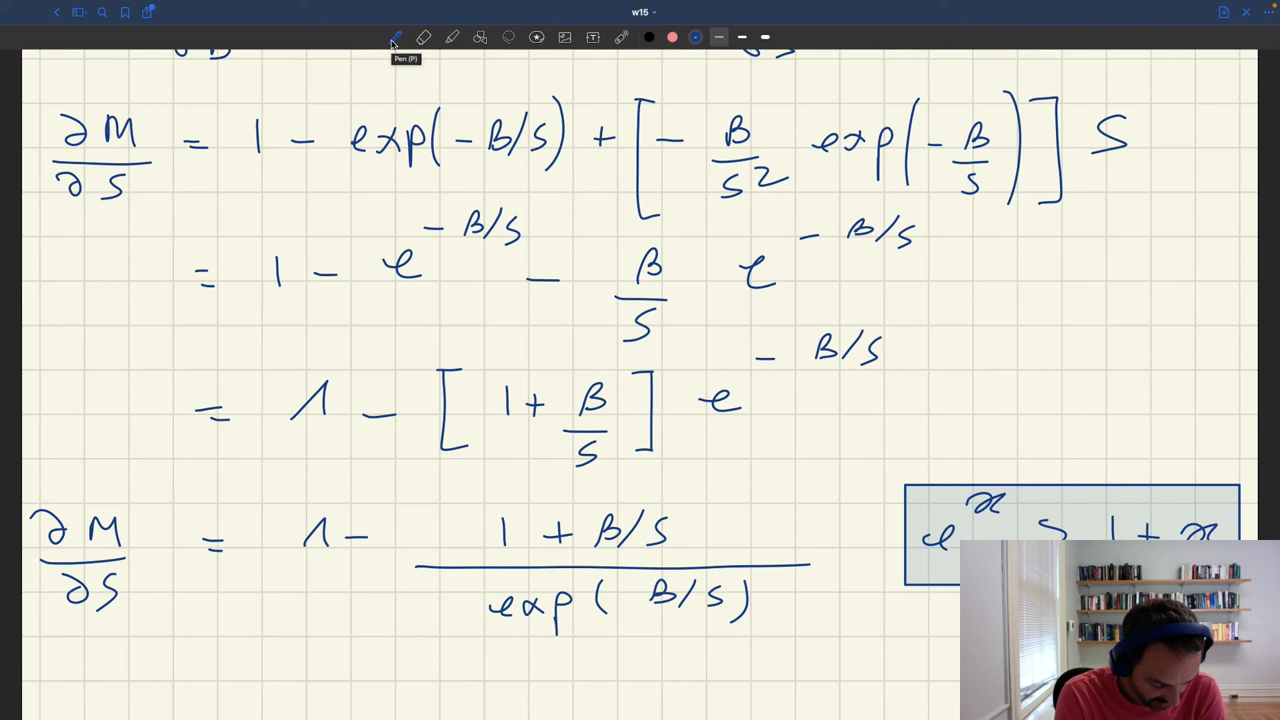 w15
Pen (P)
∂M/∂S = 1 - exp(-B/S) + [- B/S² exp(-B/S)] S
= 1 - e^(-B/S) - B/S e^(-B/S)
= 1 - [1 + B/S] e^(-B/S)
∂M/∂S = 1 - (1 + B/S)/(exp(B/S))
e^x > 1 + x